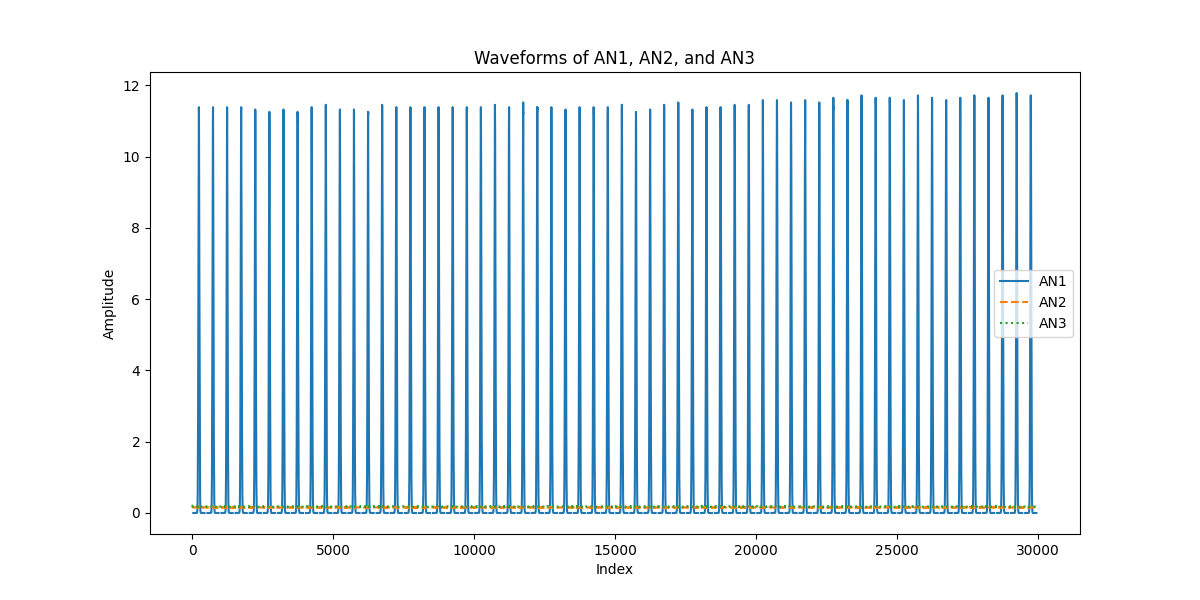 Waveforms of AN1, AN2, and AN3
12
10
8
6
4
2
0
Amplitude
AN1
AN2
AN3
0 5000 10000 15000 20000 25000 30000
Index